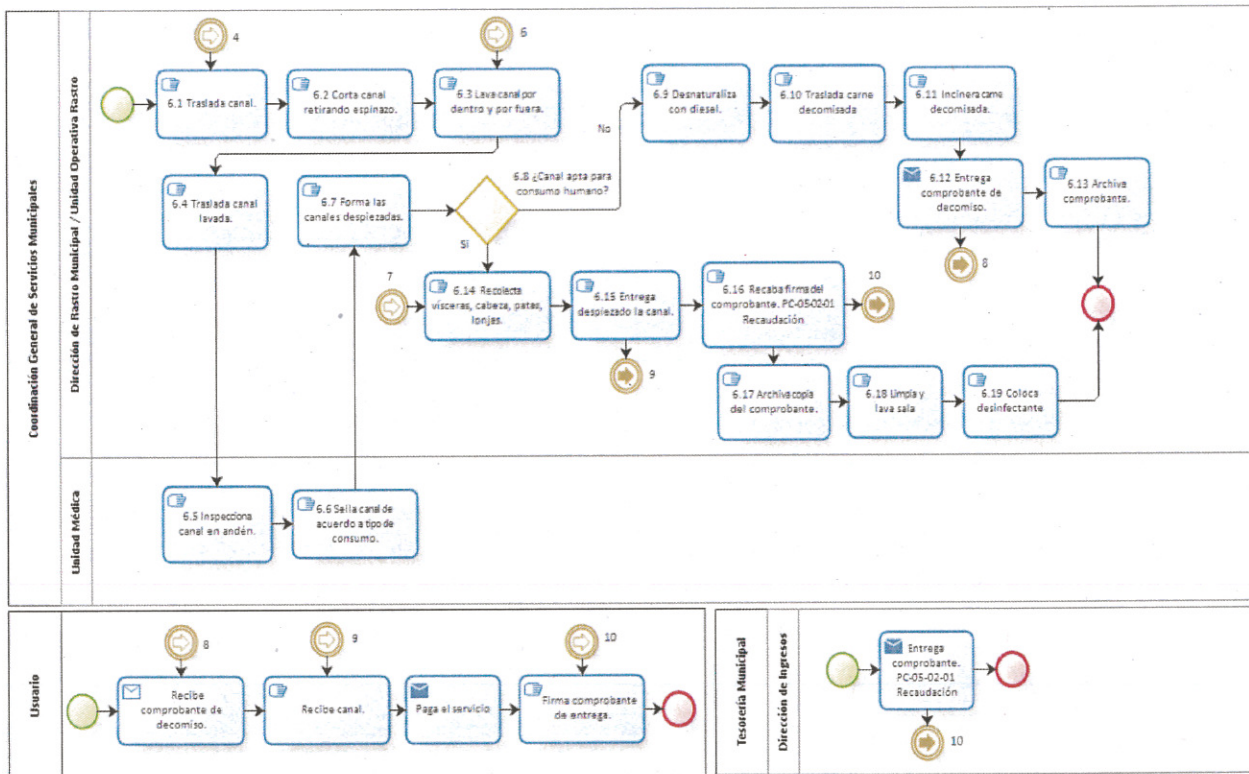 Coordinación General de Servicios Municipales
Dirección de Rastro Municipal / Unidad Operativa Rastro
4
6
6.1 Traslada canal.
6.2 Corta canal
retirando espinazo.
6.3 Lava canal por
dentro y por fuera.
6.9 Desnaturaliza
con diesel.
6.10 Traslada carne
decomisada
6.11 Incinera carne
decomisada.
No
6.4 Traslada canal
lavada.
6.7 Forma las
canales despiezadas.
6.8 ¿Canal apta para
consumo humano?
6.12 Entrega
comprobante de
decomiso.
6.13 Archiva
comprobante.
Si
8
7
6.14 Recolecta
vísceras, cabeza, patas,
lonjas.
6.15 Entrega
despiezado la canal.
6.16 Recaba firma del
comprobante. PC-05-02-01
Recaudación
10
9
6.17 Archiva copia
del comprobante.
6.18 Limpia y
lava sala
6.19 Coloca
desinfectante
Unidad Médica
6.5 Inspecciona
canal en andén.
6.6 Sella canal de
acuerdo a tipo de
consumo.
Usuario
8
9
10
Recibe
comprobante de
decomiso.
Recibe canal.
Paga el servicio
Firma comprobante
de entrega.
Tesorería Municipal
Dirección de Ingresos
Entrega
comprobante.
PC-05-02-01
Recaudación
10